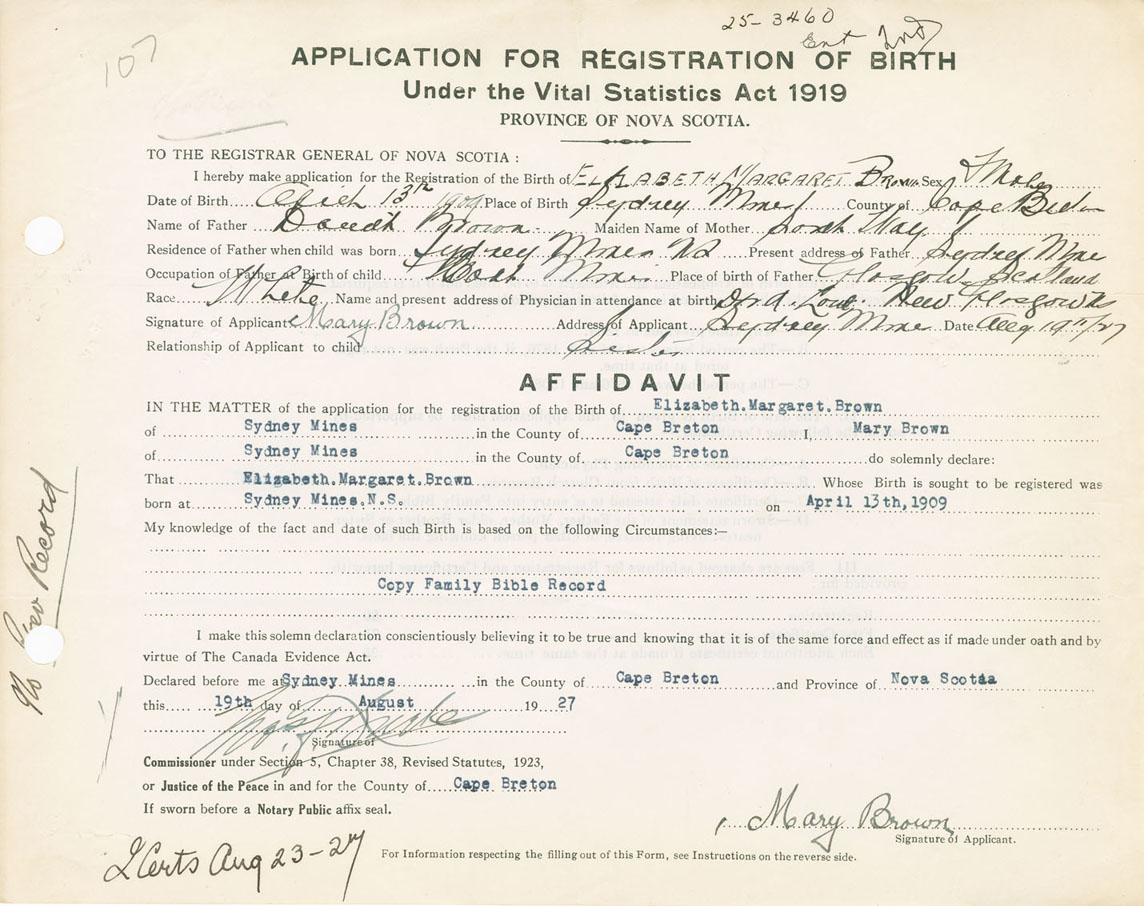 25-3460
Ent
107
APPLICATION FOR REGISTRATION OF BIRTH
Under the Vital Statistics Act 1919
PROVINCE OF NOVA SCOTIA.
TO THE REGISTRAR GENERAL OF NOVA SCOTIA :
I hereby make application for the Registration of the Birth of ELIZABETH MARGARET BROWN Sex Female
Date of Birth April 13th 1909 Place of Birth Sydney Mines County of Cape Breton
Name of Father David Brown Maiden Name of Mother Sarah May
Residence of Father when child was born Sydney Mines NS Present address of Father Sydney Mines
Occupation of Father at Birth of child Coal Miner Place of birth of Father Glasgow Scotland
Race White Name and present address of Physician in attendance at birth New Glasgow NS
Signature of Applicant Mary Brown Address of Applicant Sydney Mines Date Aug 19th/27
Relationship of Applicant to child Sister
AFFIDAVIT
IN THE MATTER of the application for the registration of the Birth of Elizabeth.Margaret.Brown
of Sydney Mines in the County of Cape Breton I, Mary Brown
of Sydney Mines in the County of Cape Breton do solemnly declare:
That Elizabeth.Margaret.Brown Whose Birth is sought to be registered was
born at Sydney Mines.N.S. on April 13th,1909
My knowledge of the fact and date of such Birth is based on the following Circumstances:—
Copy Family Bible Record
I make this solemn declaration conscientiously believing it to be true and knowing that it is of the same force and effect as if made under oath and by
virtue of The Canada Evidence Act.
Declared before me at Sydney Mines in the County of Cape Breton and Province of Nova Scotia
this 19th day of August 19 27
Signature of
Commissioner under Section 5, Chapter 38, Revised Statutes, 1923,
or Justice of the Peace in and for the County of Cape Breton
If sworn before a Notary Public affix seal.
Mary Brown
Signature of Applicant.
2 Certs Aug 23-27
For Information respecting the filling out of this Form, see Instructions on the reverse side.
No Prev Record